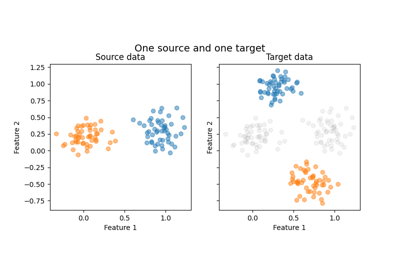 One source and one target
Source data
Target data
1.25
1.00
0.75
0.50
0.25
0.00
−0.25
−0.50
−0.75
Feature 2
Feature 2
0.0
0.5
1.0
0.0
0.5
1.0
Feature 1
Feature 1